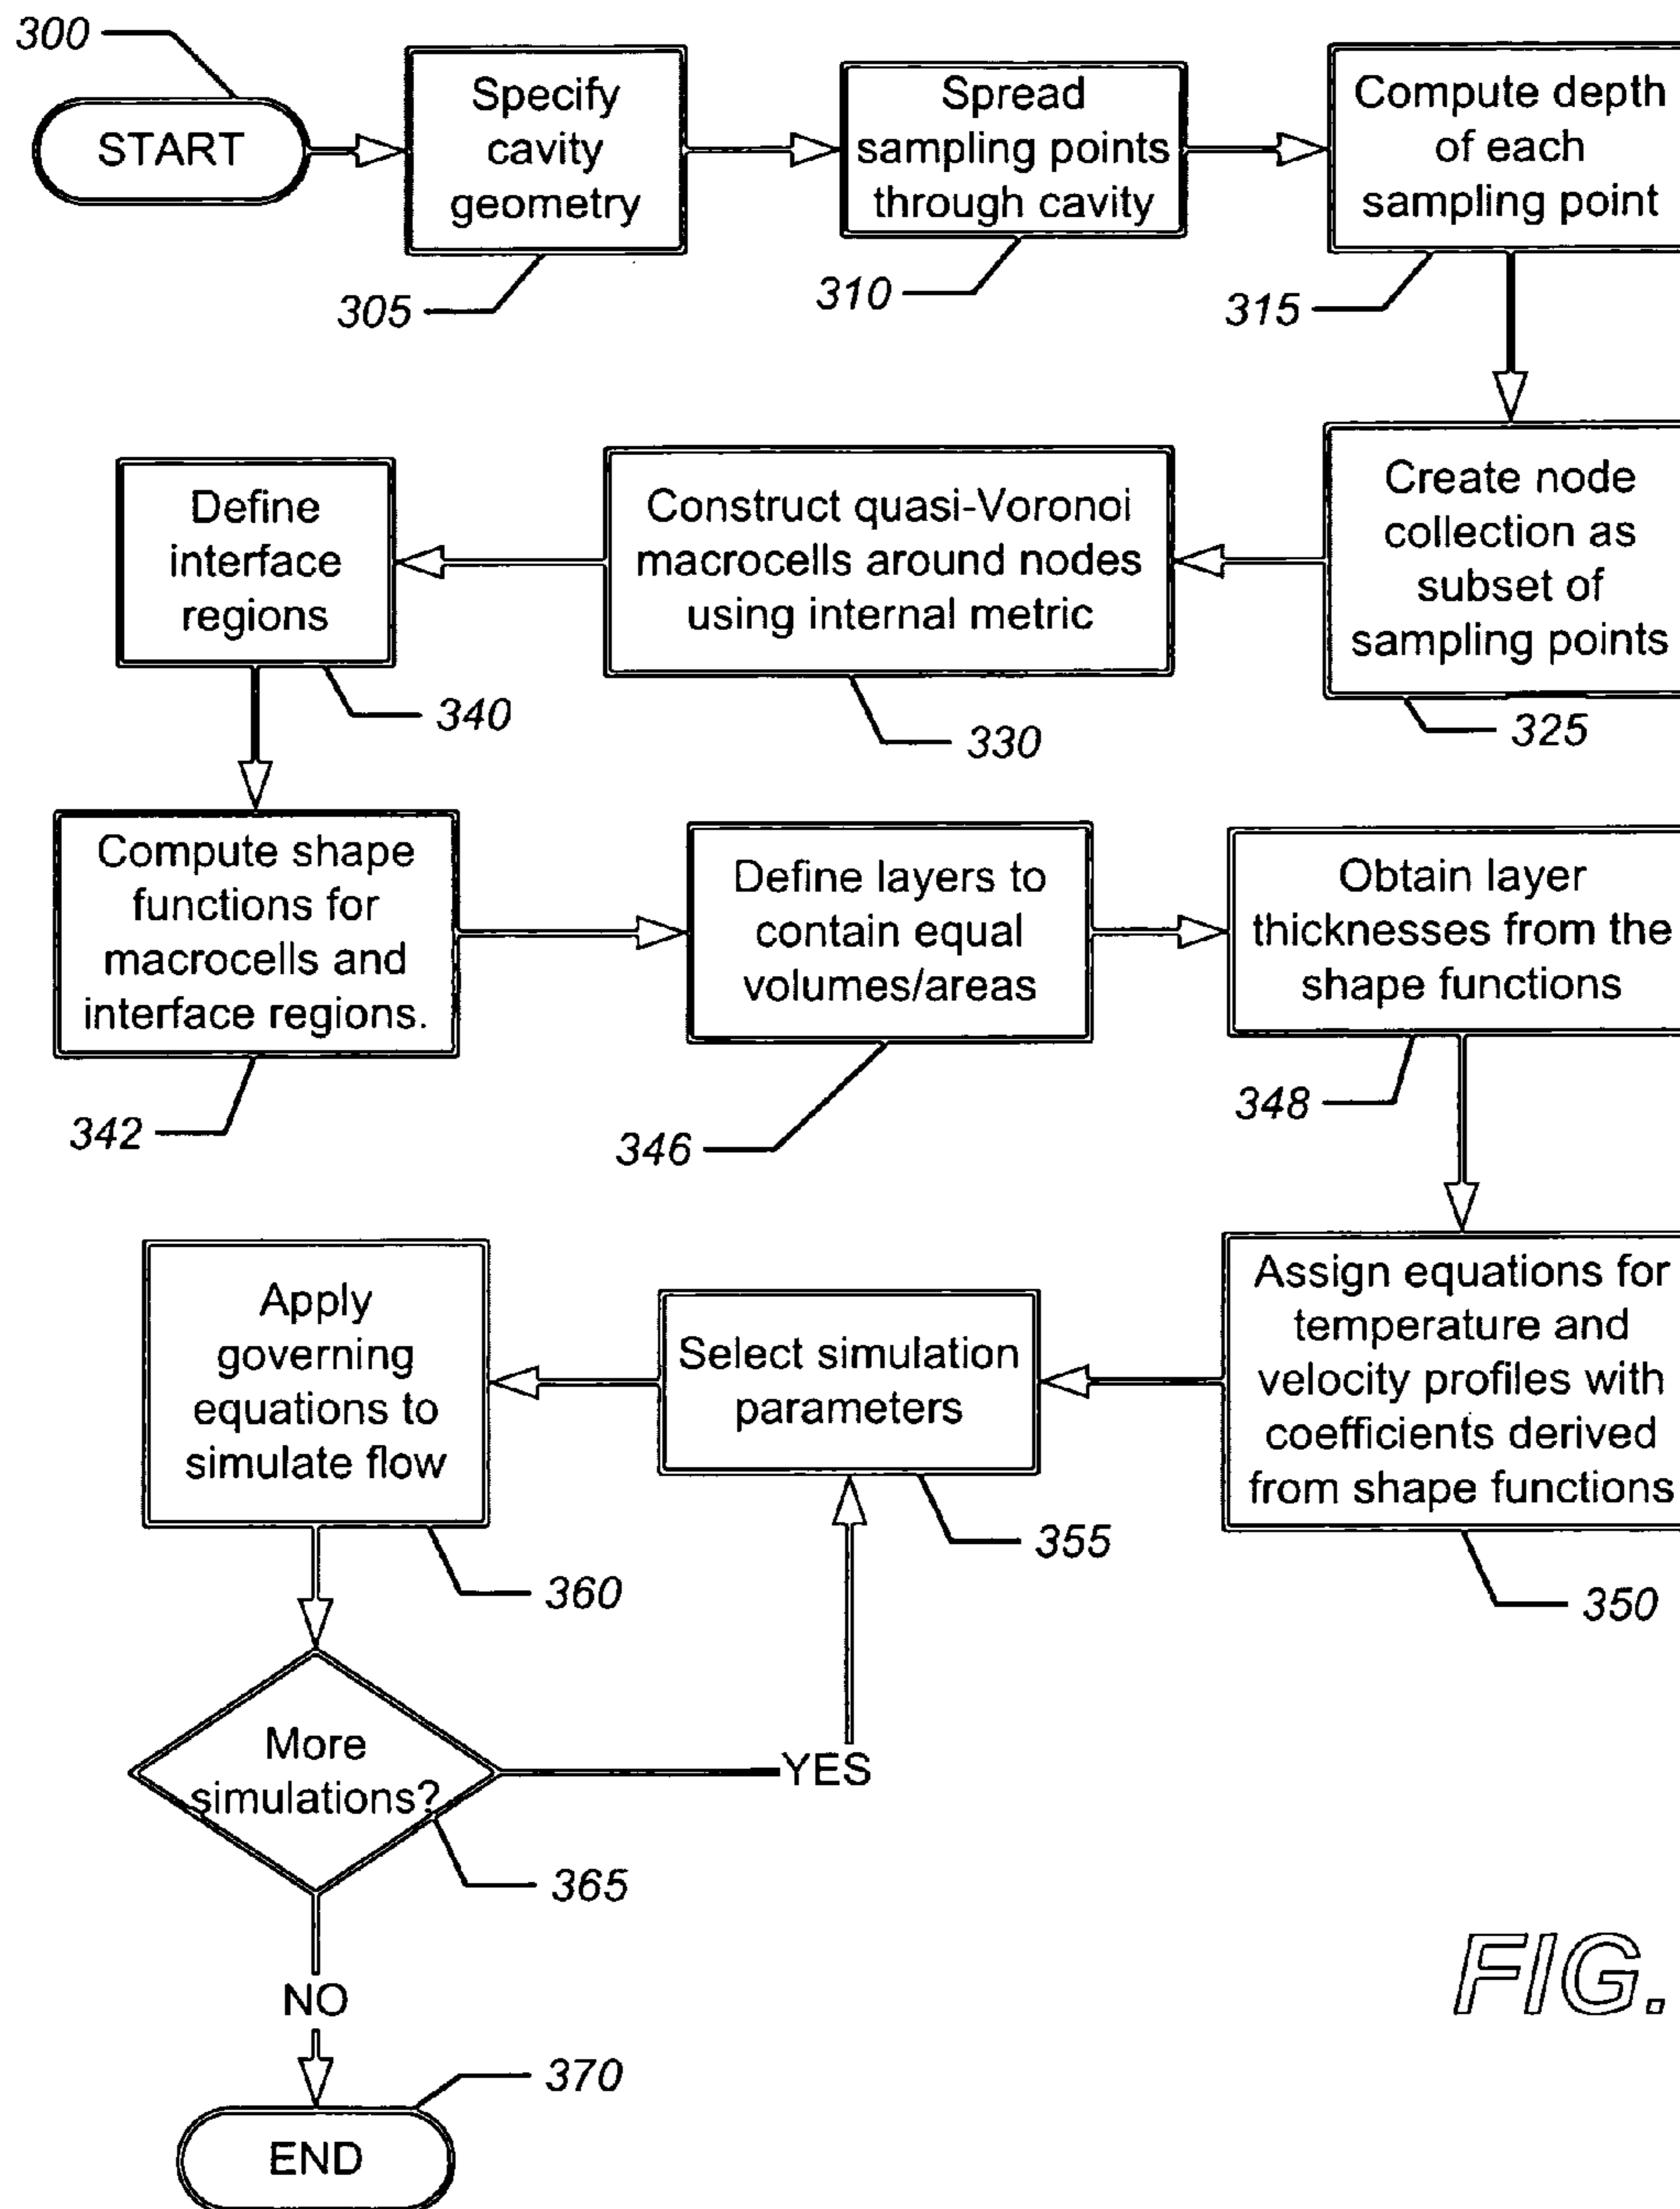 300
START
Specify
cavity
geometry
305
Spread
sampling points
through cavity
310
Compute depth
of each
sampling point
315
Create node
collection as
subset of
sampling points
325
Construct quasi-Voronoi
macrocells around nodes
using internal metric
330
Define
interface
regions
340
Compute shape
functions for
macrocells and
interface regions.
342
Define layers to
contain equal
volumes/areas
346
Obtain layer
thicknesses from the
shape functions
348
Assign equations for
temperature and
velocity profiles with
coefficients derived
from shape functions
350
Select simulation
parameters
355
Apply
governing
equations to
simulate flow
360
More
simulations?
365
YES
NO
370
END
FIG.